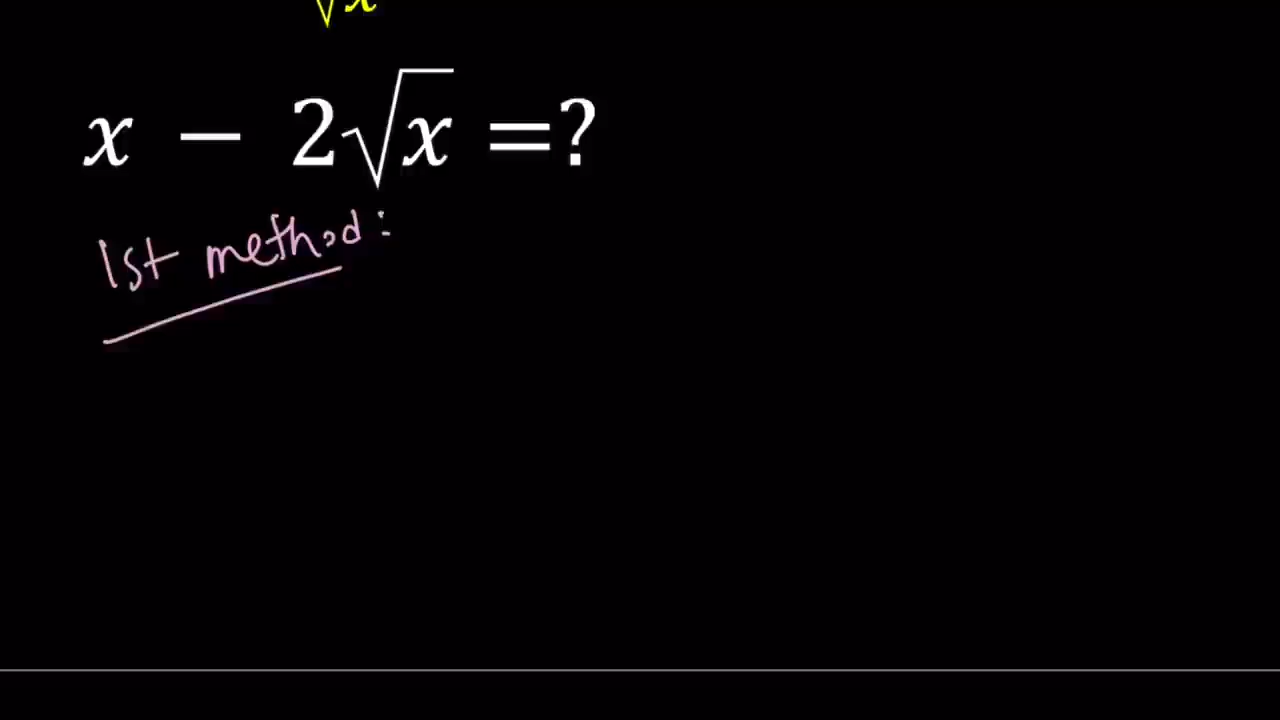 √x
x − 2√x =?
1st method: